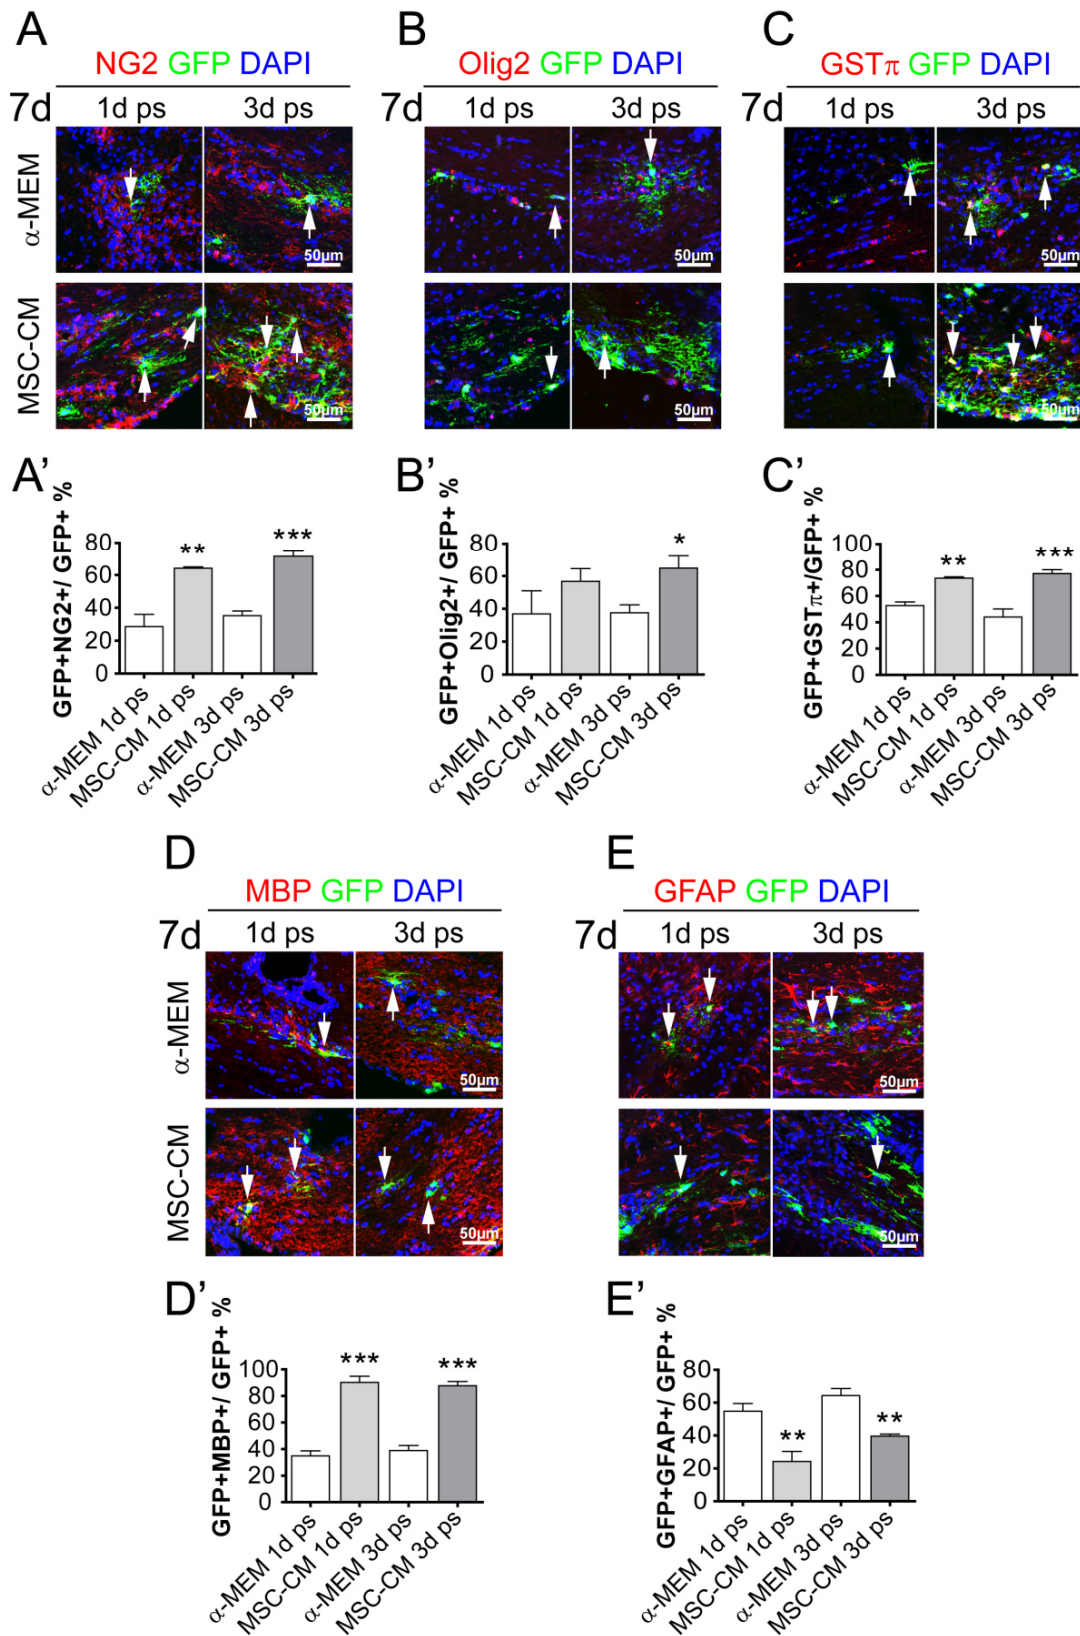 A
NG2 GFP DAPI
7d 1d ps 3d ps
α-MEM
50µm
MSC-CM
50µm
B
Olig2 GFP DAPI
7d 1d ps 3d ps
50µm
50µm
C
GSTπ GFP DAPI
7d 1d ps 3d ps
50µm
50µm
A'
GFP+NG2+/ GFP+ %
80
60
40
20
0
** ***
α-MEM 1d ps
MSC-CM 1d ps
α-MEM 3d ps
MSC-CM 3d ps
B'
GFP+Olig2+/ GFP+ %
80
60
40
20
0
*
α-MEM 1d ps
MSC-CM 1d ps
α-MEM 3d ps
MSC-CM 3d ps
C'
GFP+GSTπ+/GFP+ %
100
80
60
40
20
0
** ***
α-MEM 1d ps
MSC-CM 1d ps
α-MEM 3d ps
MSC-CM 3d ps
D
MBP GFP DAPI
7d 1d ps 3d ps
α-MEM
50µm
MSC-CM
50µm
E
GFAP GFP DAPI
7d 1d ps 3d ps
50µm
50µm
D'
GFP+MBP+/ GFP+ %
100
80
60
40
20
0
*** ***
α-MEM 1d ps
MSC-CM 1d ps
α-MEM 3d ps
MSC-CM 3d ps
E'
GFP+GFAP+/ GFP+ %
80
60
40
20
0
** **
α-MEM 1d ps
MSC-CM 1d ps
α-MEM 3d ps
MSC-CM 3d ps